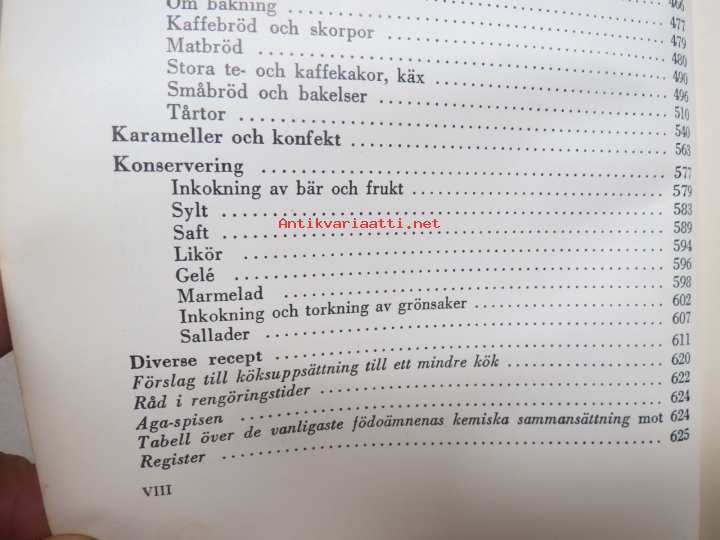 466
477
Om bakning 479
Kaffebröd och skorpor 480
Matbröd 490
Stora te- och kaffekakor, käx 496
Småbröd och bakelser 510
Tårtor 540
Karameller och konfekt 563
Konservering 577
Inkokning av bär och frukt 579
Sylt 583
Antikvariaatti.net
Saft 589
Likör 594
Gelé 596
Marmelad 598
Inkokning och torkning av grönsaker 602
Sallader 607
Diverse recept 611
Förslag till köksuppsättning till ett mindre kök 620
Råd i rengöringstider 622
Aga-spisen 624
Tabell över de vanligaste födoämnenas kemiska sammansättning mot 624
Register 625
VIII